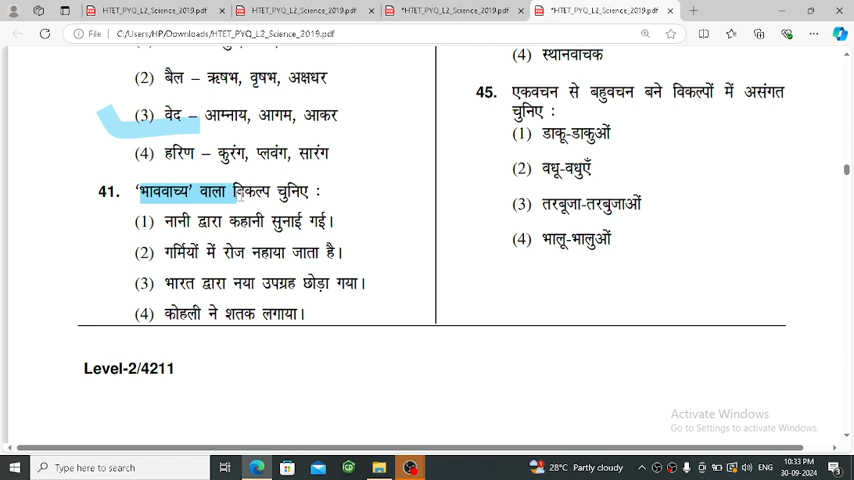 HTET_PYQ_L2_Science_2019.pdf
HTET_PYQ_L2_Science_2019.pdf
*HTET_PYQ_L2_Science_2019.pdf
*HTET_PYQ_L2_Science_2019.pdf
File
C:/Users/HP/Downloads/HTET_PYQ_L2_Science_2019.pdf
(2) बैल – ऋषभ, वृषभ, अक्षधर
(3) वेद – आम्नाय, आगम, आकर
(4) हरिण – कुरंग, प्लवंग, सारंग
41. ‘भाववाच्य’ वाला विकल्प चुनिए :
(1) नानी द्वारा कहानी सुनाई गई।
(2) गर्मियों में रोज नहाया जाता है।
(3) भारत द्वारा नया उपग्रह छोड़ा गया।
(4) कोहली ने शतक लगाया।
(4) स्थानवाचक
45. एकवचन से बहुवचन बने विकल्पों में असंगत
चुनिए :
(1) डाकू-डाकुओं
(2) वधू-वधुएँ
(3) तरबूजा-तरबुजाओं
(4) भालू-भालुओं
Level-2/4211
Activate Windows
Go to Settings to activate Windows.
Type here to search
28°C Partly cloudy
ENG
10:33 PM
30-09-2024